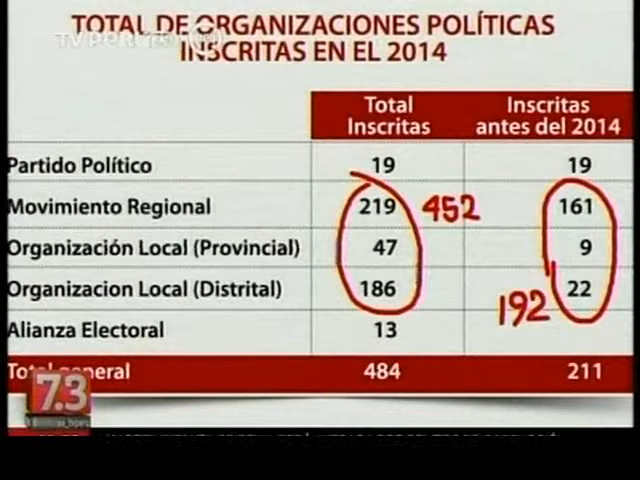 TOTAL DE ORGANIZACIONES POLÍTICAS
INSCRITAS EN EL 2014
TV PERÚ
Total Inscritas
Inscritas antes del 2014
Partido Político 19 19
Movimiento Regional 219 452 161
Organización Local (Provincial) 47 9
Organizacion Local (Distrital) 186 192 22
Alianza Electoral 13
Total general 484 211
7.3